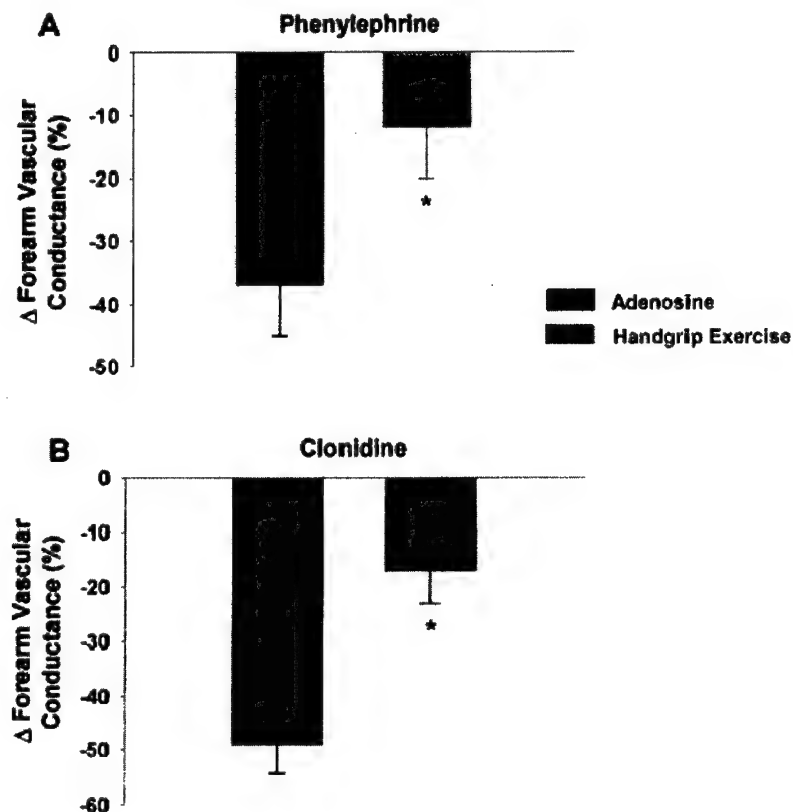 A
Phenylephrine
0
-10
-20
-30
-40
-50
Δ Forearm Vascular
Conductance (%)
*
Adenosine
Handgrip Exercise
B
Clonidine
0
-10
-20
-30
-40
-50
-60
Δ Forearm Vascular
Conductance (%)
*